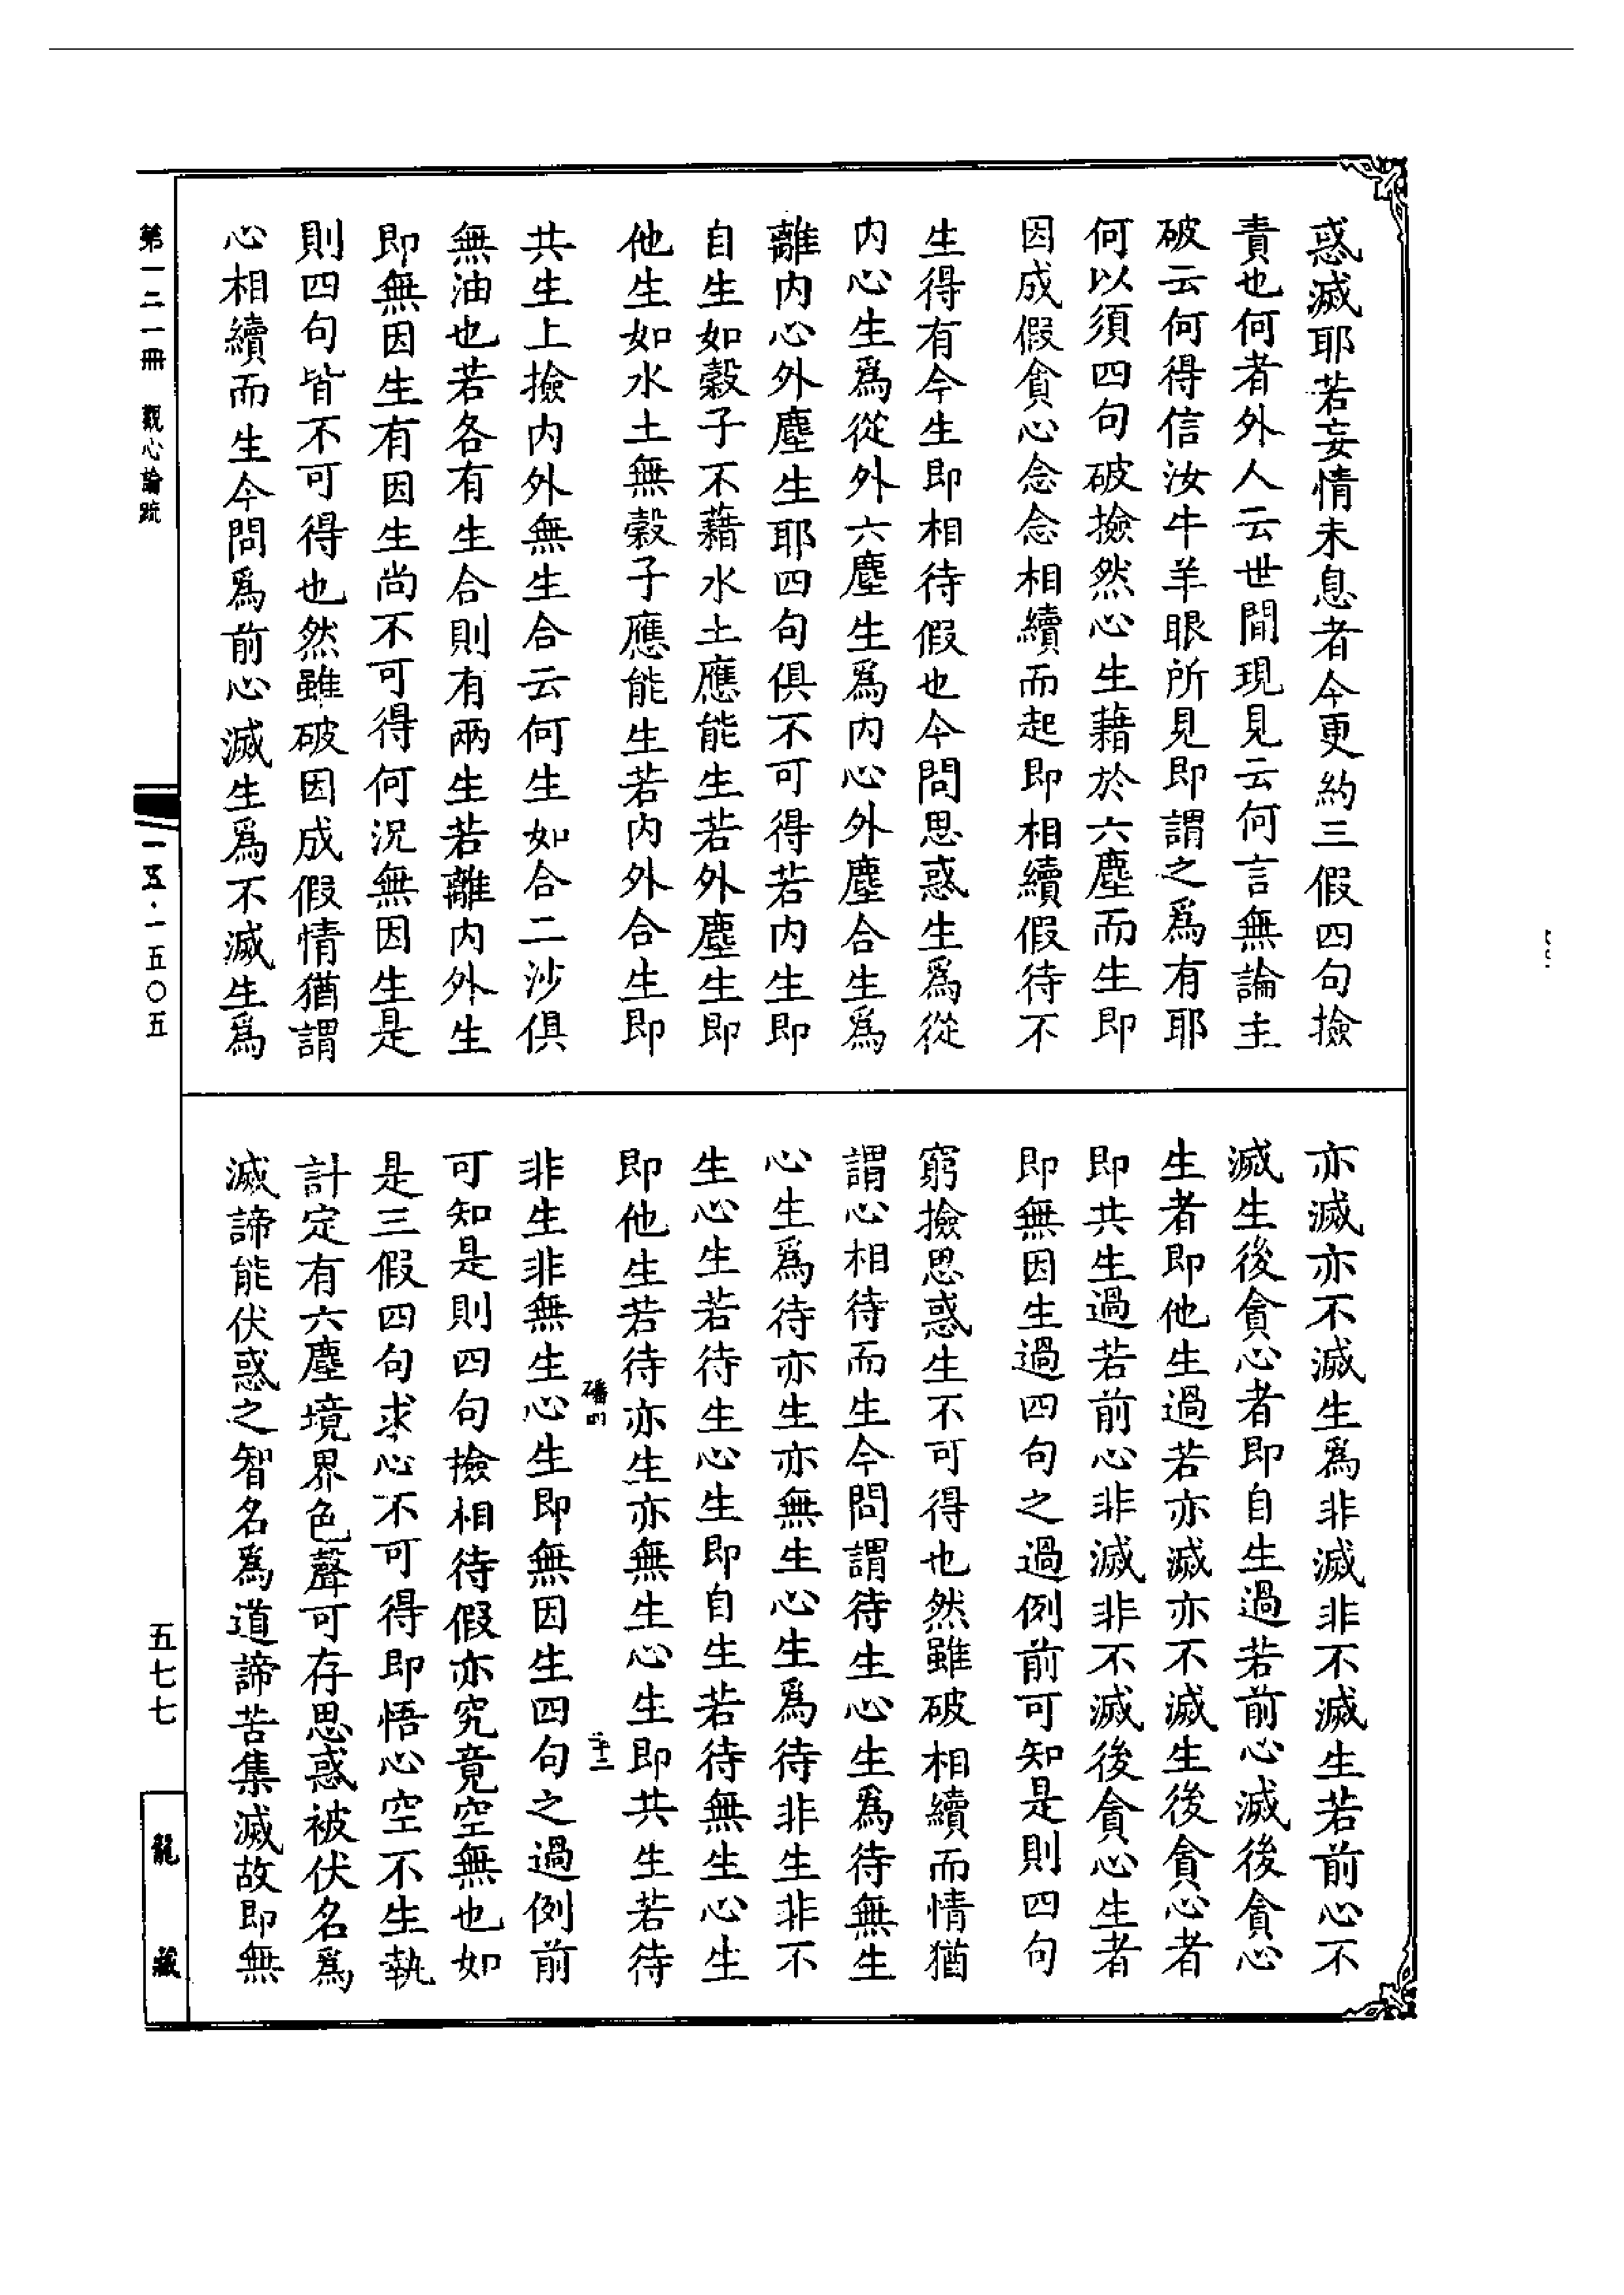 惑滅耶若妄情未息者今更約三假四句撿
責也何者外人云世間現見云何言無論主
破云何得信汝牛羊眼所見即謂之為有耶
何以須四句破撿然心生藉於六塵而生即
因成假貪心念念相續而起即相續假待不
生得有今生即相待假也今問思惑生為從
內心生為從外六塵生為內心外塵合生為
離內心外塵生耶四句俱不可得若內生即
自生如穀子不藉水土應能生若外塵生即
他生如水土無穀子應能生若內外合生即
共生上撿內外無生合云何生如合二沙俱
無油也若各有生合則有兩生若離內外生
即無因生有因生尚不可得何況無因生是
則四句皆不可得也然雖破因成假情猶謂
心相續而生今問為前心滅生為不滅生為
亦滅亦不滅生為非滅非不滅生若前心不
滅生後貪心者即自生過若前心滅後貪心
生者即他生過若亦滅亦不滅生後貪心者
即共生過若前心非滅非不滅後貪心生者
即無因生過四句之過例前可知是則四句
窮撿思惑生不可得也然雖破相續而情猶
謂心相待而生今問謂待生心生為待無生
心生為待亦生亦無生心生為待非生非不
生心生若待生心生即自生若待無生心生
即他生若待亦生亦無生心生即共生若待
非生非無生心生即無因生四句之過例前
可知是則四句撿相待假亦究竟空無也如
是三假四句求心不可得即悟心空不生執
計定有六塵境界色聲可存思惑被伏名為
滅諦能伏惑之智名為道諦苦集滅故即無
第一二一冊 觀心論疏
一五·一五〇五
五七七
龍藏